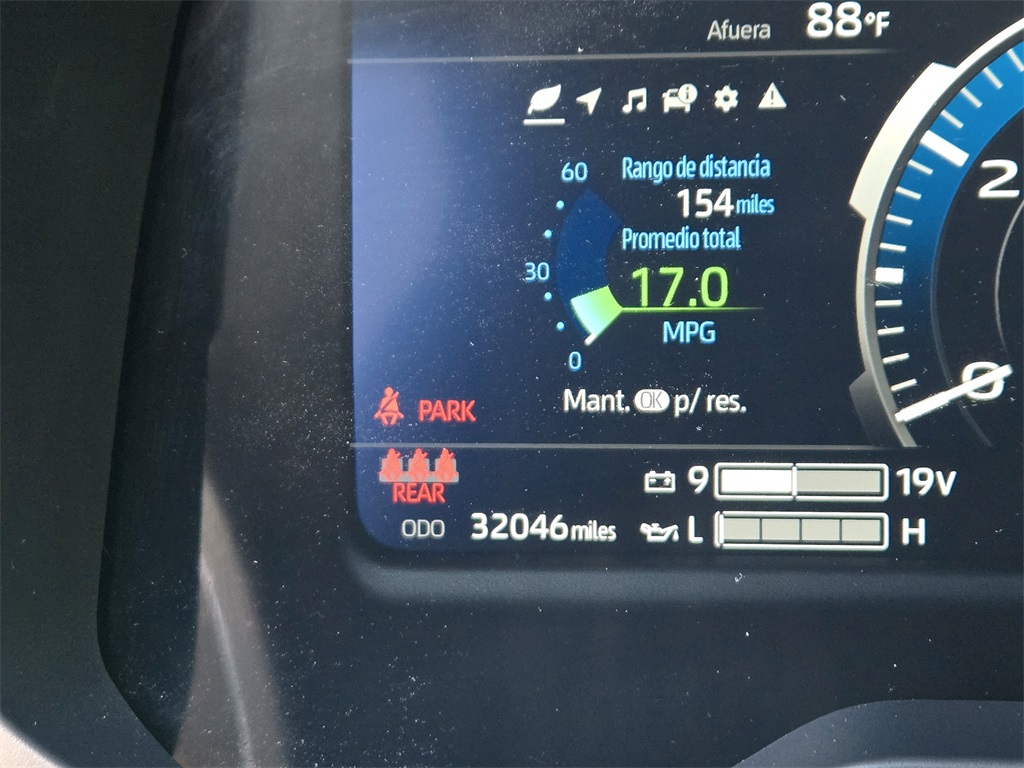 Afuera 88°F
60 Rango de distancia
154 miles
Promedio total
30 17.0
MPG
0
Mant. OK p/ res.
2
0
PARK
REAR
9 19V
ODO 32046 miles L H